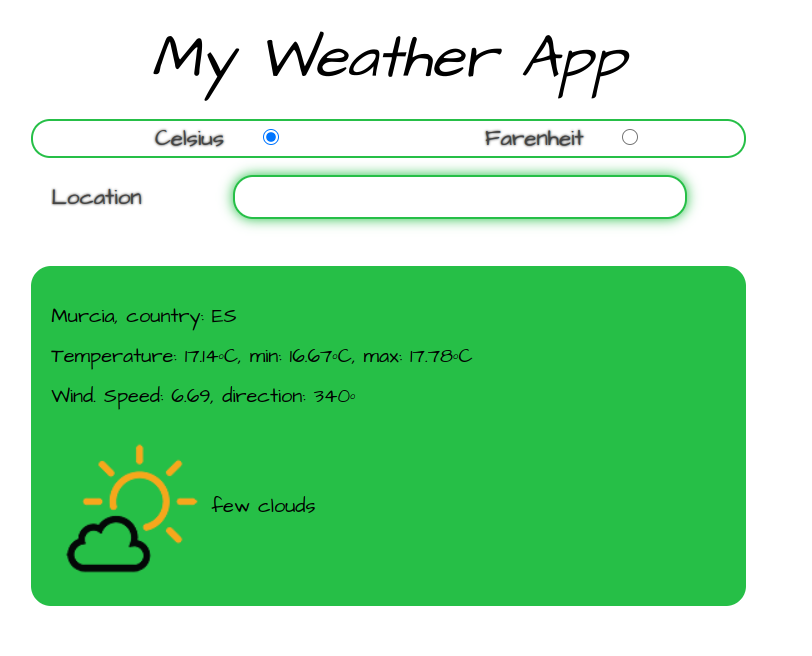 My Weather App
Celsius Farenheit
Location
Murcia, country: ES
Temperature: 17.14ºC, min: 16.67ºC, max: 17.78ºC
Wind. Speed: 6.69, direction: 340º
few clouds